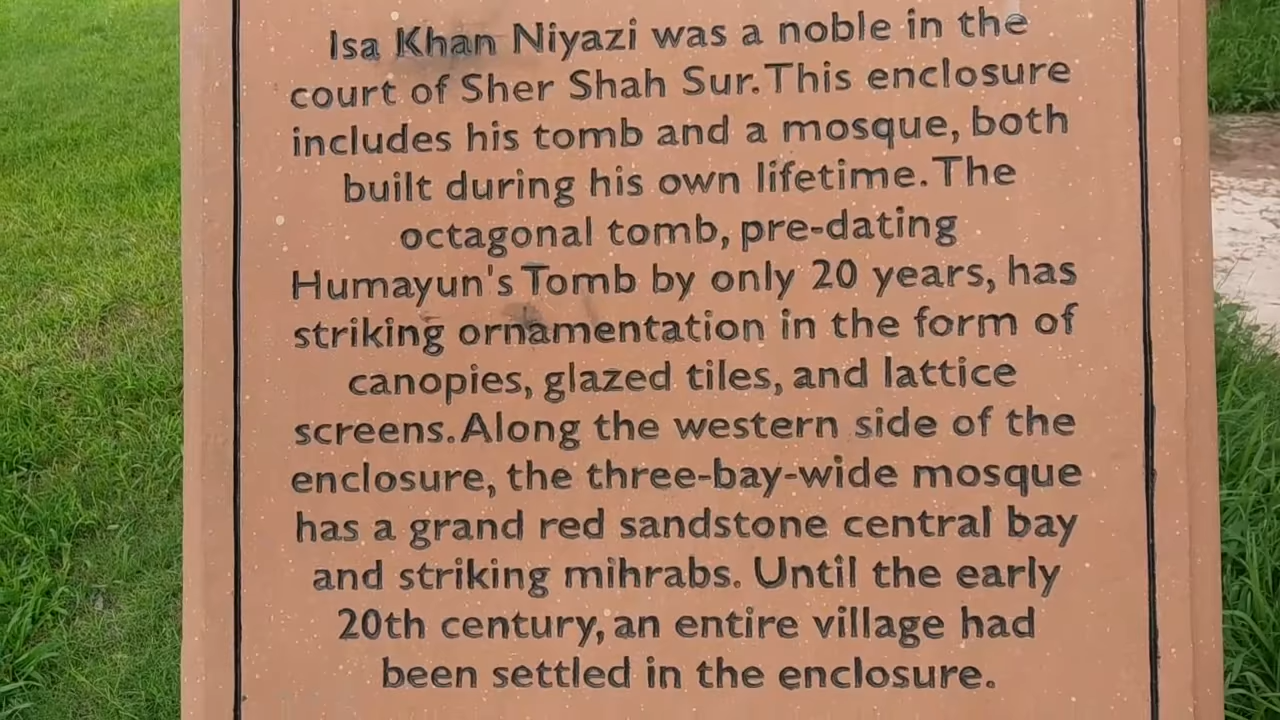 Isa Khan Niyazi was a noble in the
court of Sher Shah Sur. This enclosure
includes his tomb and a mosque, both
built during his own lifetime. The
octagonal tomb, pre-dating
Humayun's Tomb by only 20 years, has
striking ornamentation in the form of
canopies, glazed tiles, and lattice
screens. Along the western side of the
enclosure, the three-bay-wide mosque
has a grand red sandstone central bay
and striking mihrabs. Until the early
20th century, an entire village had
been settled in the enclosure.